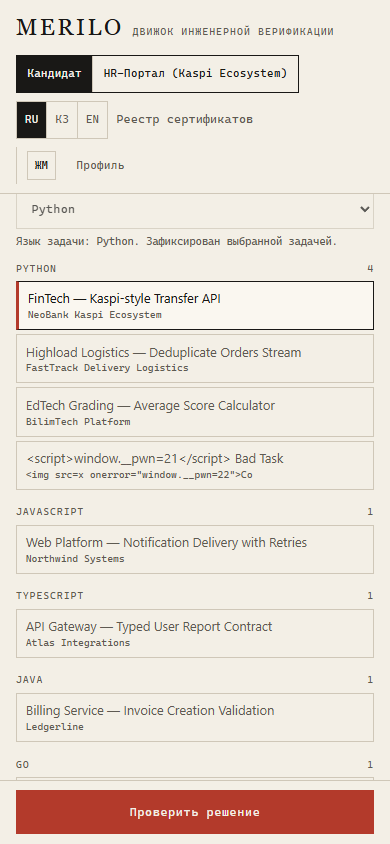 MERILO ДВИЖОК ИНЖЕНЕРНОЙ ВЕРИФИКАЦИИ
Кандидат HR-Портал (Kaspi Ecosystem)
RU КЗ EN Реестр сертификатов
ЖМ Профиль
Python
Язык задачи: Python. Зафиксирован выбранной задачей.
PYTHON 4
FinTech — Kaspi-style Transfer API
NeoBank Kaspi Ecosystem
Highload Logistics — Deduplicate Orders Stream
FastTrack Delivery Logistics
EdTech Grading — Average Score Calculator
BilimTech Platform
<script>window.__pwn=21</script> Bad Task
<img src=x onerror="window.__pwn=22">Co
JAVASCRIPT 1
Web Platform — Notification Delivery with Retries
Northwind Systems
TYPESCRIPT 1
API Gateway — Typed User Report Contract
Atlas Integrations
JAVA 1
Billing Service — Invoice Creation Validation
Ledgerline
GO 1
Проверить решение